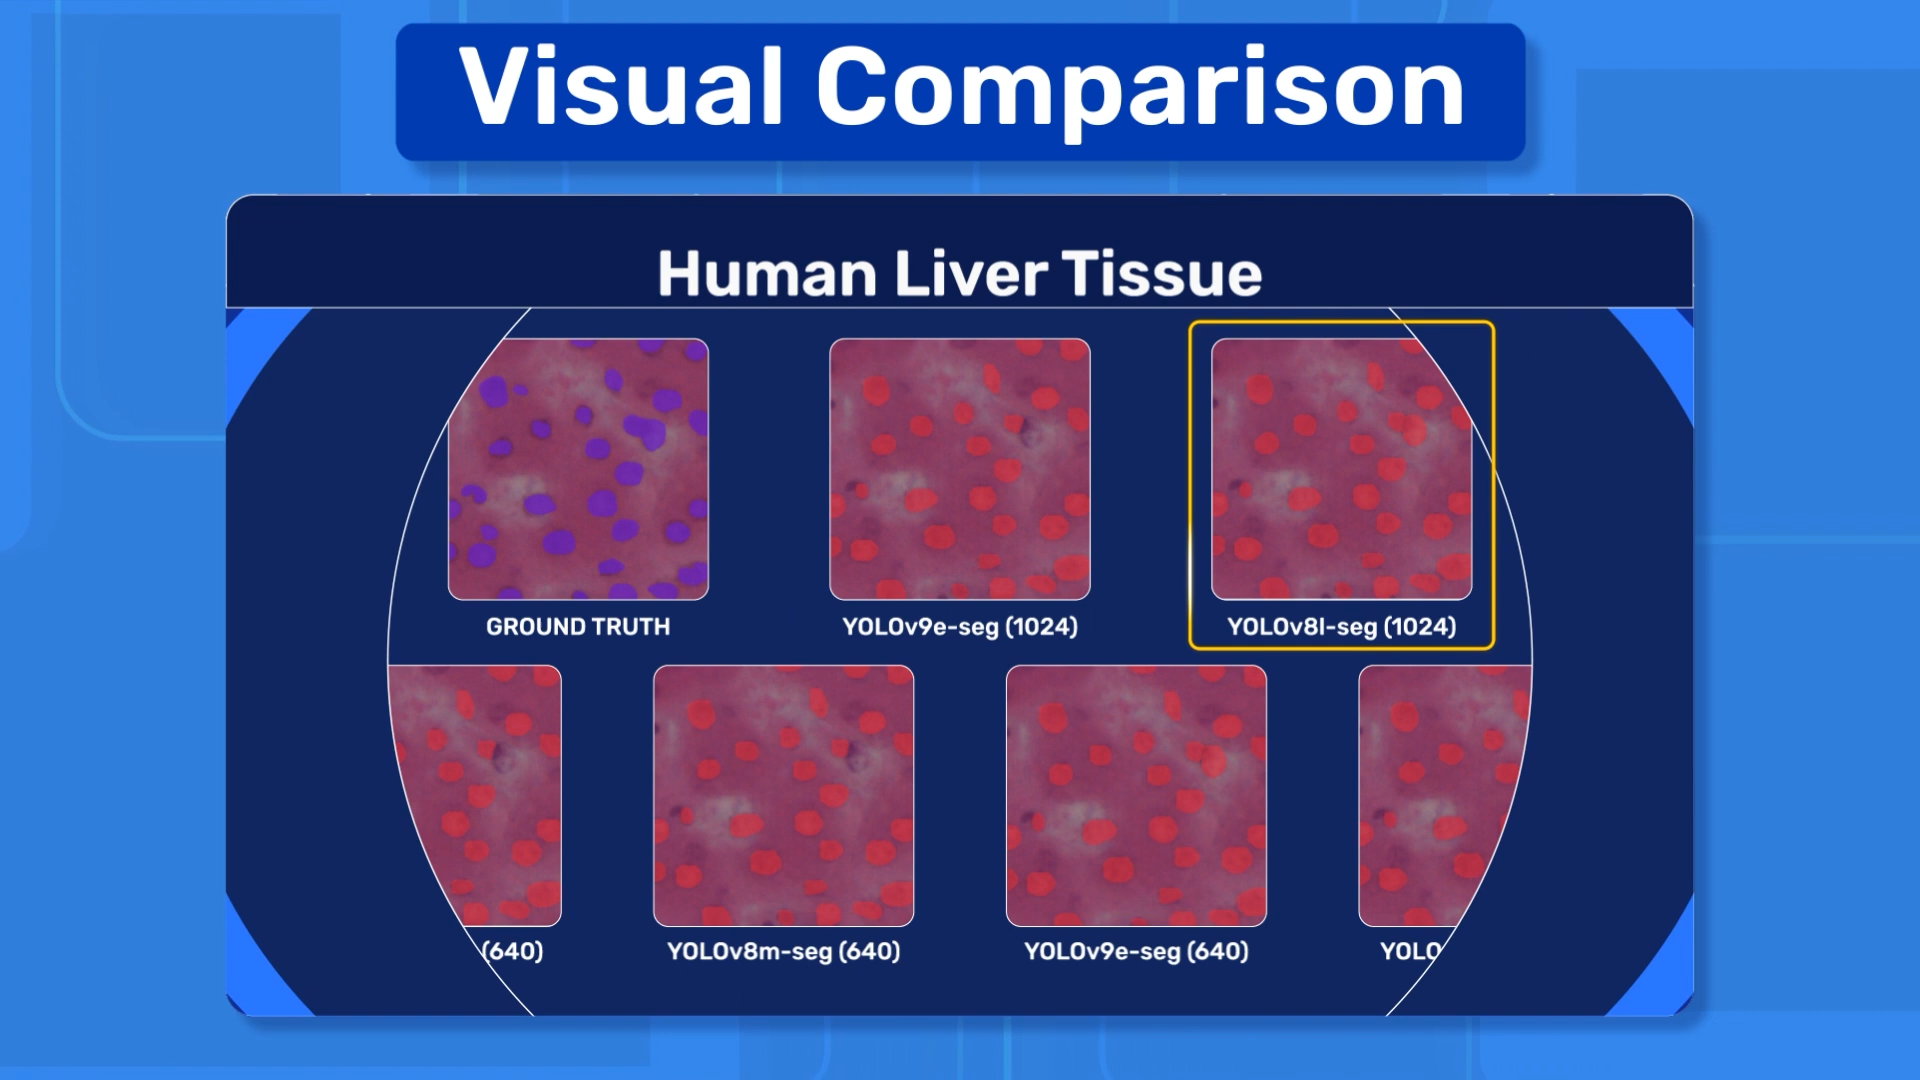 Visual Comparison
Human Liver Tissue
GROUND TRUTH
YOLOv9e-seg (1024)
YOLOv8l-seg (1024)
(640)
YOLOv8m-seg (640)
YOLOv9e-seg (640)
YOLO